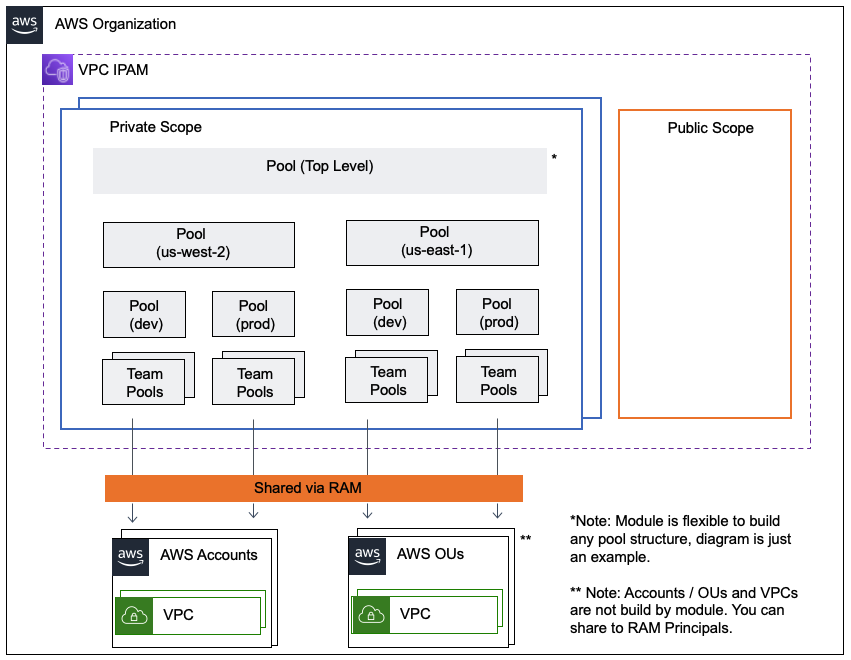 aws
AWS Organization
VPC IPAM
Private Scope
Public Scope
Pool (Top Level)
*
Pool
(us-west-2)
Pool
(us-east-1)
Pool
(dev)
Pool
(prod)
Pool
(dev)
Pool
(prod)
Team
Pools
Team
Pools
Team
Pools
Team
Pools
Shared via RAM
aws
AWS Accounts
VPC
aws
AWS OUs
**
VPC
*Note: Module is flexible to build
any pool structure, diagram is just
an example.
** Note: Accounts / OUs and VPCs
are not build by module. You can
share to RAM Principals.